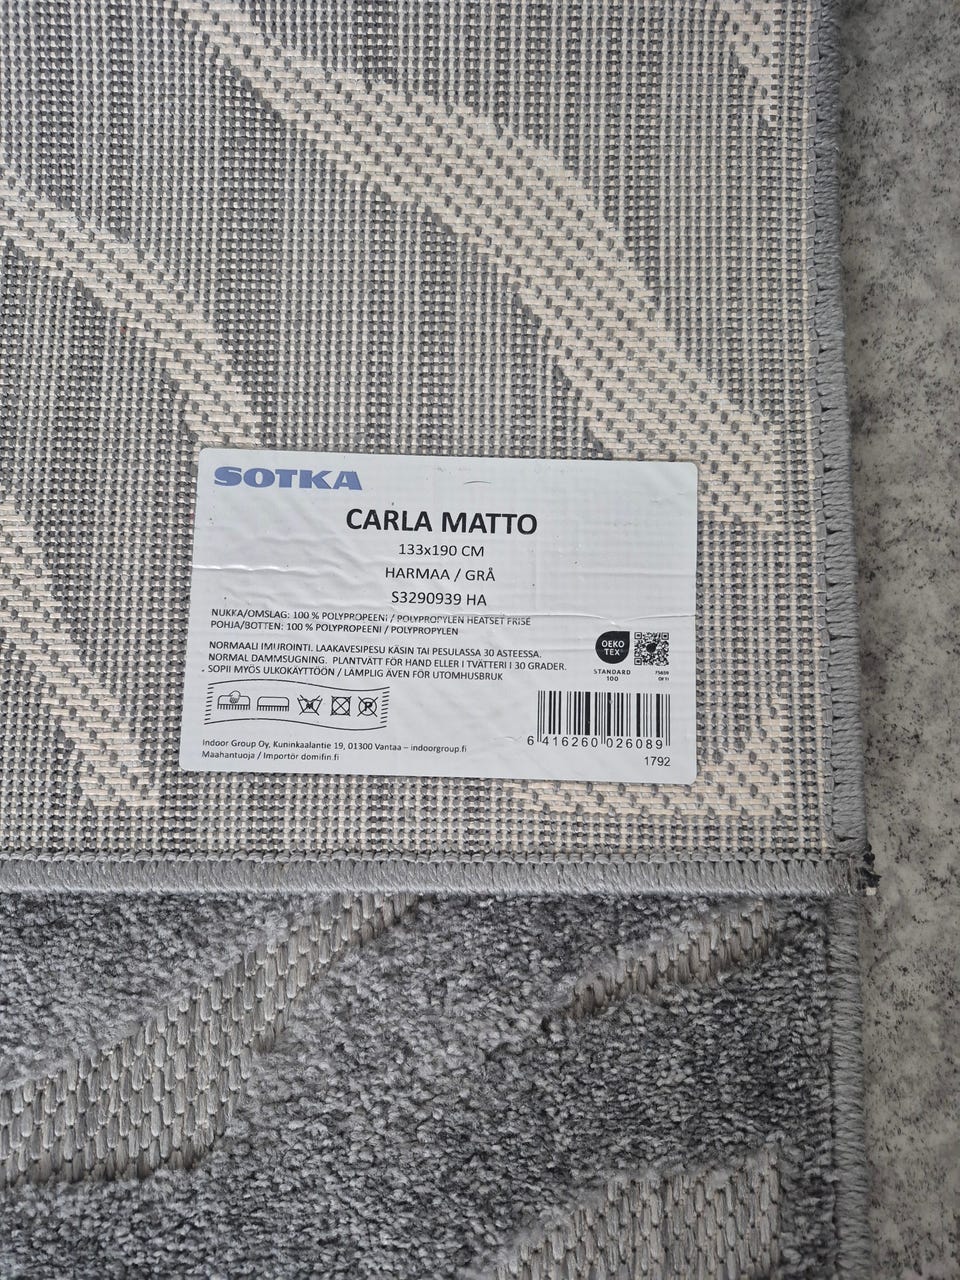 SOTKA
CARLA MATTO
133x190 CM
HARMAA / GRÅ
S3290939 HA
NUKKA/OMSLAG: 100 % POLYPROPEENI / POLYPROPYLEN HEATSET FRISÉ
POHJA/BOTTEN: 100 % POLYPROPEENI / POLYPROPYLEN
NORMAALI IMUROINTI. LAAKAVESIPESU KÄSIN TAI PESULASSA 30 ASTEESSA.
NORMAL DAMMSUGNING. PLANTVÄTT FÖR HAND ELLER I TVÄTTERI I 30 GRADER.
SOPII MYÖS ULKOKÄYTTÖÖN / LÄMPLIG ÄVEN FÖR UTOMHUSBRUK
OEKO
TEX
STANDARD
100
75659
OETI
6 416260 026089
1792
Indoor Group Oy, Kuninkaalantie 19, 01300 Vantaa – indoorgroup.fi
Maahantuoja / Importör domifin.fi